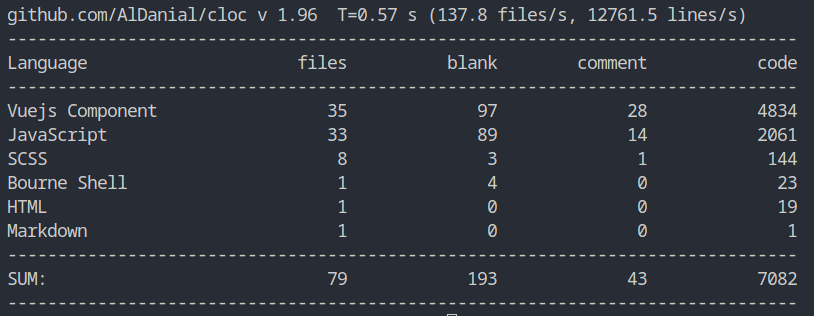 github.com/AlDanial/cloc v 1.96  T=0.57 s (137.8 files/s, 12761.5 lines/s)
-------------------------------------------------------------------------------
Language                     files          blank        comment           code
-------------------------------------------------------------------------------
Vuejs Component                 35             97             28           4834
JavaScript                      33             89             14           2061
SCSS                             8              3              1            144
Bourne Shell                     1              4              0             23
HTML                             1              0              0             19
Markdown                         1              0              0              1
-------------------------------------------------------------------------------
SUM:                            79            193             43           7082
-------------------------------------------------------------------------------